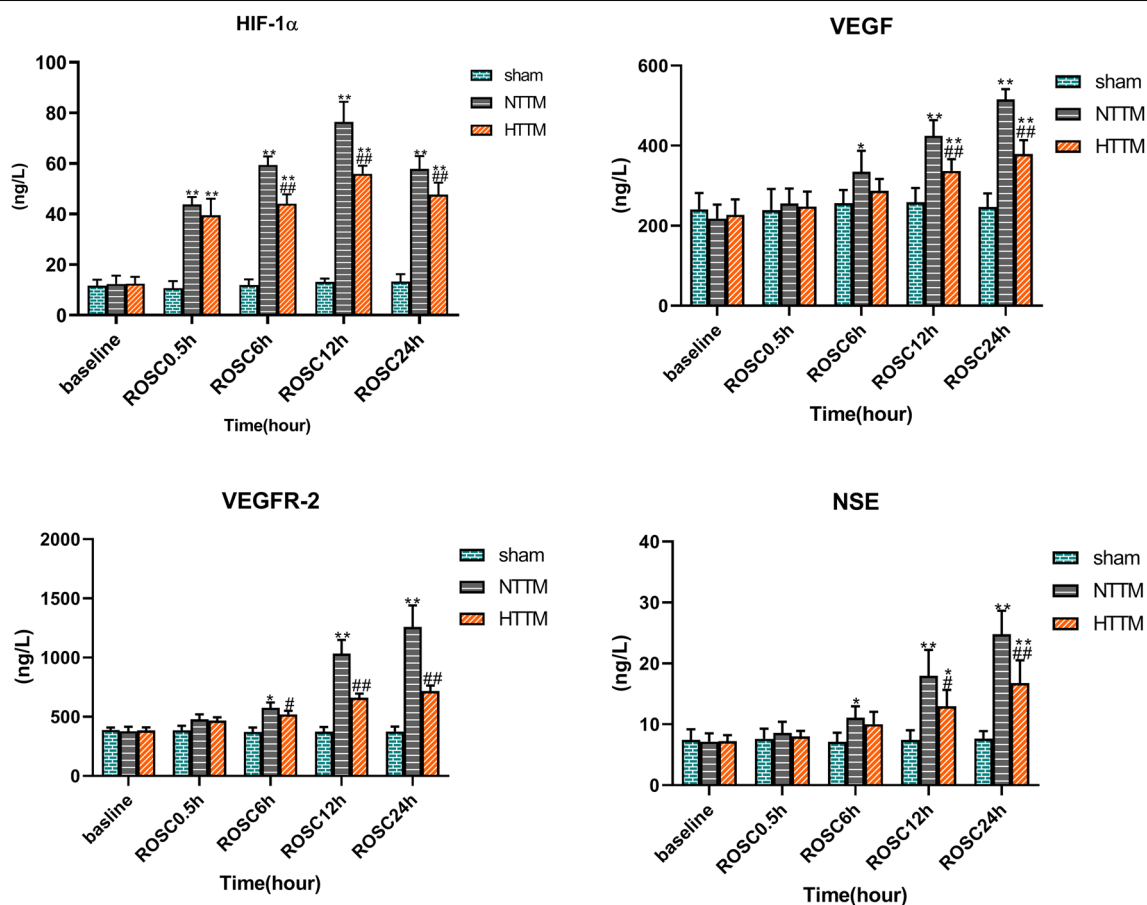 HIF-1α
(ng/L)
100
80
60
40
20
0
** **
**
**
##
**
**
##
**
**
##
baseline
ROSC0.5h
ROSC6h
ROSC12h
ROSC24h
Time(hour)
sham
NTTM
HTTM
VEGF
(ng/L)
600
400
200
0
*
**
**
##
**
**
##
baseline
ROSC0.5h
ROSC6h
ROSC12h
ROSC24h
Time(hour)
sham
NTTM
HTTM
VEGFR-2
(ng/L)
2000
1500
1000
500
0
*
#
**
##
**
##
basline
ROSC0.5h
ROSC6h
ROSC12h
ROSC24h
Time(hour)
sham
NTTM
HTTM
NSE
(ng/L)
40
30
20
10
0
*
**
*
#
**
**
##
baseline
ROSC0.5h
ROSC6h
ROSC12h
ROSC24h
Time(hour)
sham
NTTM
HTTM